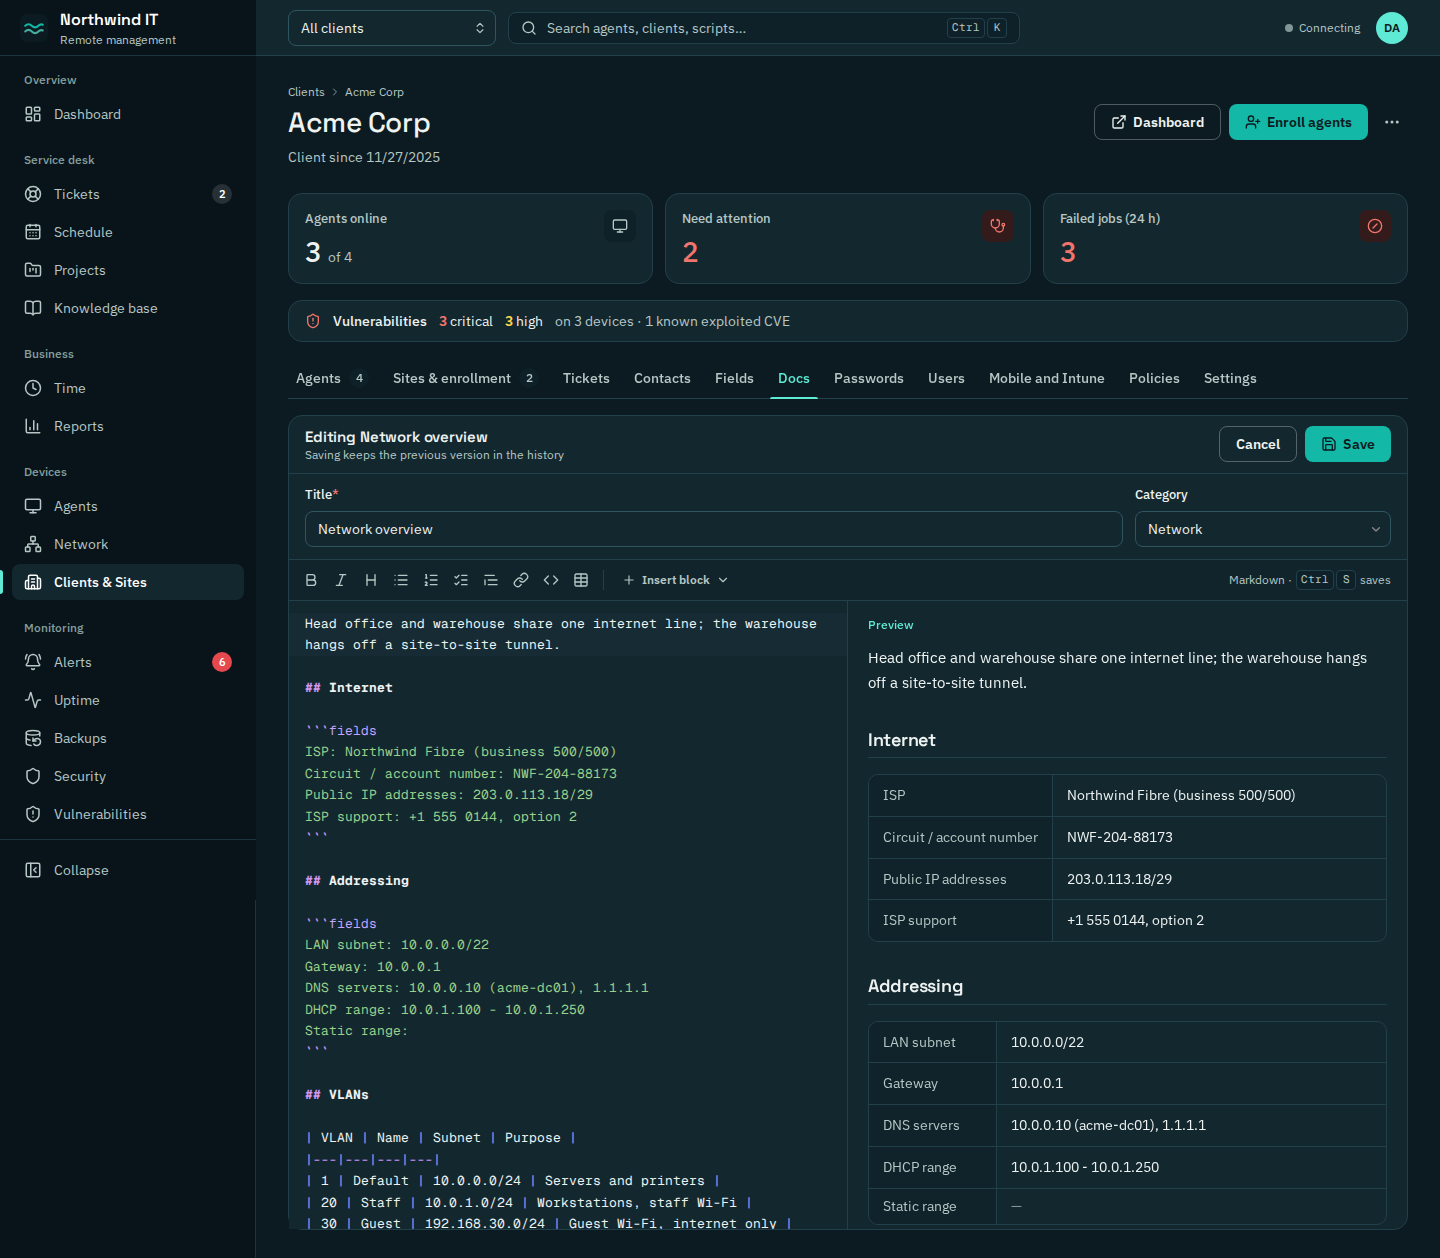 Northwind IT
Remote management
All clients
Search agents, clients, scripts...
Ctrl K
Connecting
DA
Overview
Dashboard
Service desk
Tickets 2
Schedule
Projects
Knowledge base
Business
Time
Reports
Devices
Agents
Network
Clients & Sites
Monitoring
Alerts 6
Uptime
Backups
Security
Vulnerabilities
Collapse
Clients > Acme Corp
Acme Corp
Client since 11/27/2025
Dashboard
Enroll agents
Agents online
3 of 4
Need attention
2
Failed jobs (24 h)
3
Vulnerabilities 3 critical 3 high on 3 devices · 1 known exploited CVE
Agents 4 Sites & enrollment 2 Tickets Contacts Fields Docs Passwords Users Mobile and Intune Policies Settings
Editing Network overview
Saving keeps the previous version in the history
Cancel
Save
Title*
Network overview
Category
Network
Insert block
Markdown · Ctrl S saves
Head office and warehouse share one internet line; the warehouse
hangs off a site-to-site tunnel.
## Internet
```fields
ISP: Northwind Fibre (business 500/500)
Circuit / account number: NWF-204-88173
Public IP addresses: 203.0.113.18/29
ISP support: +1 555 0144, option 2
```
## Addressing
```fields
LAN subnet: 10.0.0.0/22
Gateway: 10.0.0.1
DNS servers: 10.0.0.10 (acme-dc01), 1.1.1.1
DHCP range: 10.0.1.100 - 10.0.1.250
Static range:
```
## VLANs
| VLAN | Name | Subnet | Purpose |
|---|---|---|---|
| 1 | Default | 10.0.0.0/24 | Servers and printers |
| 20 | Staff | 10.0.1.0/24 | Workstations, staff Wi-Fi |
| 30 | Guest | 192.168.30.0/24 | Guest Wi-Fi, internet only |
Preview
Head office and warehouse share one internet line; the warehouse hangs
off a site-to-site tunnel.
Internet
ISP Northwind Fibre (business 500/500)
Circuit / account number NWF-204-88173
Public IP addresses 203.0.113.18/29
ISP support +1 555 0144, option 2
Addressing
LAN subnet 10.0.0.0/22
Gateway 10.0.0.1
DNS servers 10.0.0.10 (acme-dc01), 1.1.1.1
DHCP range 10.0.1.100 - 10.0.1.250
Static range —